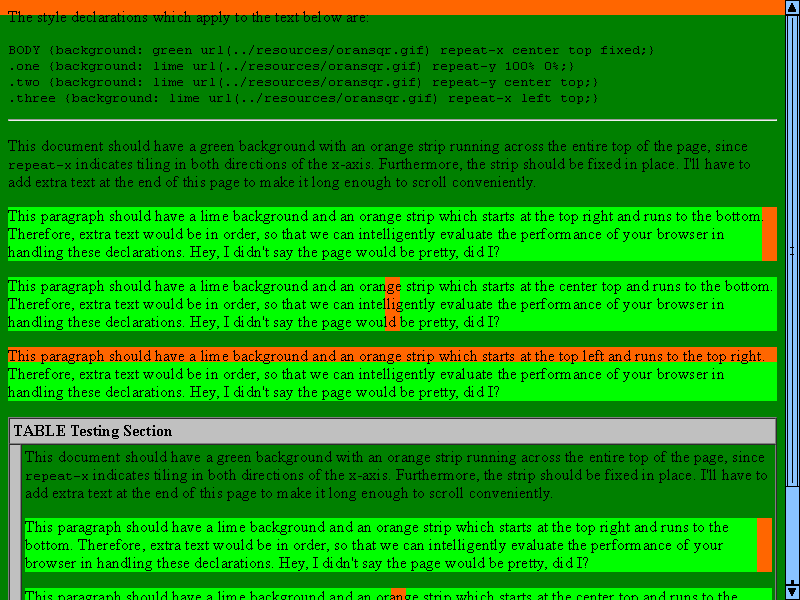 The style declarations which apply to the text below are:
BODY {background: green url(../resources/oransqr.gif) repeat-x center top fixed;}
.one {background: lime url(../resources/oransqr.gif) repeat-y 100% 0%;}
.two {background: lime url(../resources/oransqr.gif) repeat-y center top;}
.three {background: lime url(../resources/oransqr.gif) repeat-x left top;}
This document should have a green background with an orange strip running across the entire top of the page, since
repeat-x indicates tiling in both directions of the x-axis. Furthermore, the strip should be fixed in place. I'll have to
add extra text at the end of this page to make it long enough to scroll conveniently.
This paragraph should have a lime background and an orange strip which starts at the top right and runs to the bottom.
Therefore, extra text would be in order, so that we can intelligently evaluate the performance of your browser in
handling these declarations. Hey, I didn't say the page would be pretty, did I?
This paragraph should have a lime background and an orange strip which starts at the center top and runs to the bottom.
Therefore, extra text would be in order, so that we can intelligently evaluate the performance of your browser in
handling these declarations. Hey, I didn't say the page would be pretty, did I?
This paragraph should have a lime background and an orange strip which starts at the top left and runs to the top right.
Therefore, extra text would be in order, so that we can intelligently evaluate the performance of your browser in
handling these declarations. Hey, I didn't say the page would be pretty, did I?
TABLE Testing Section
This document should have a green background with an orange strip running across the entire top of the page, since
repeat-x indicates tiling in both directions of the x-axis. Furthermore, the strip should be fixed in place. I'll have to
add extra text at the end of this page to make it long enough to scroll conveniently.
This paragraph should have a lime background and an orange strip which starts at the top right and runs to the
bottom. Therefore, extra text would be in order, so that we can intelligently evaluate the performance of your
browser in handling these declarations. Hey, I didn't say the page would be pretty, did I?
This paragraph should have a lime background and an orange strip which starts at the center top and runs to the